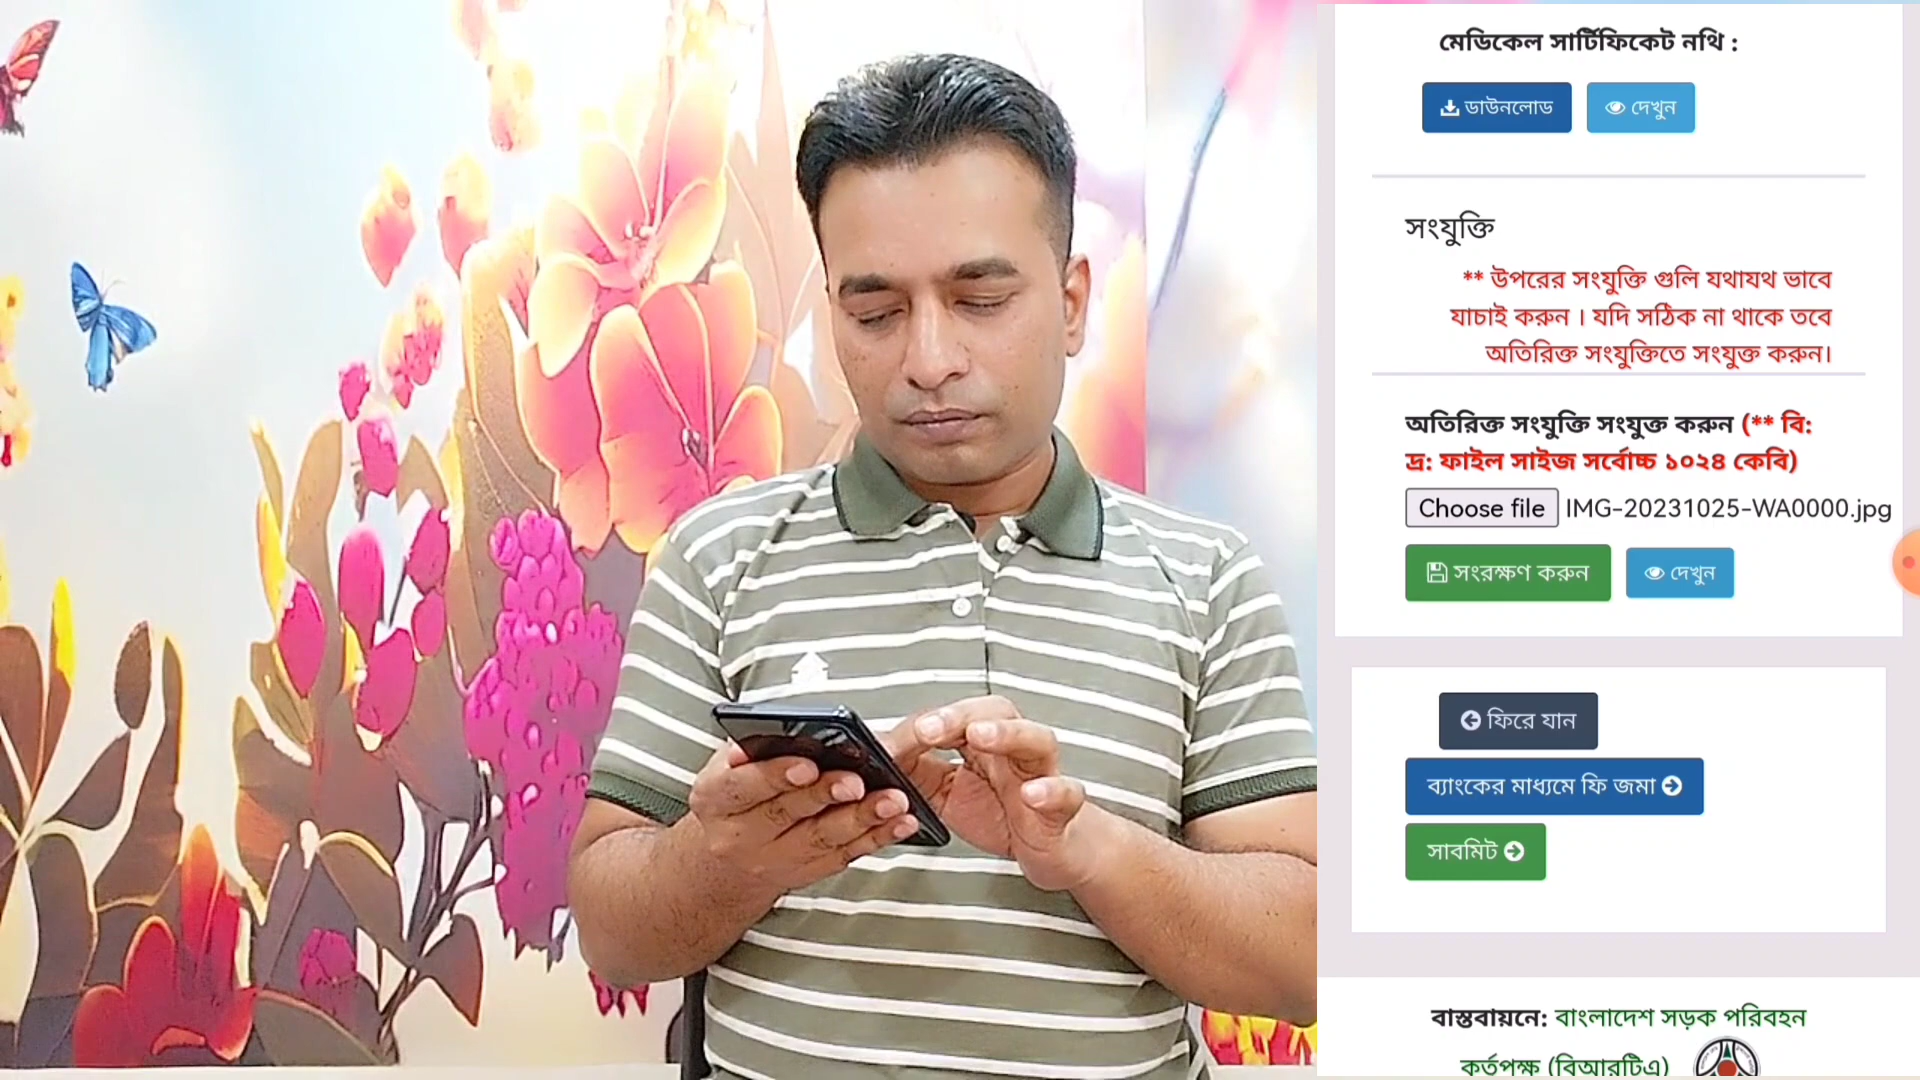 মেডিকেল সার্টিফিকেট নথি :
ডাউনলোড
দেখুন
সংযুক্তি
** উপরের সংযুক্তি গুলি যথাযথ ভাবে
যাচাই করুন। যদি সঠিক না থাকে তবে
অতিরিক্ত সংযুক্তিতে সংযুক্ত করুন।
অতিরিক্ত সংযুক্তি সংযুক্ত করুন (** বি:
দ্র: ফাইল সাইজ সর্বোচ্চ ১০২৪ কেবি)
Choose file IMG-20231025-WA0000.jpg
সংরক্ষণ করুন
দেখুন
ফিরে যান
ব্যাংকের মাধ্যমে ফি জমা
সাবমিট
বাস্তবায়নে: বাংলাদেশ সড়ক পরিবহন
কর্তৃপক্ষ (বিআরটিএ)